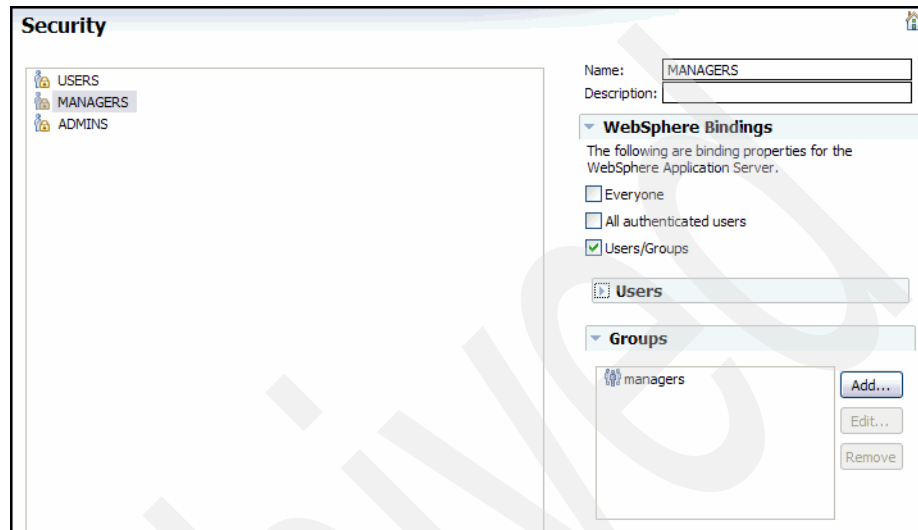 Security
USERS
MANAGERS
ADMINS
Name: MANAGERS
Description:
WebSphere Bindings
The following are binding properties for the
WebSphere Application Server.
Everyone
All authenticated users
Users/Groups
Users
Groups
managers
Add...
Edit...
Remove